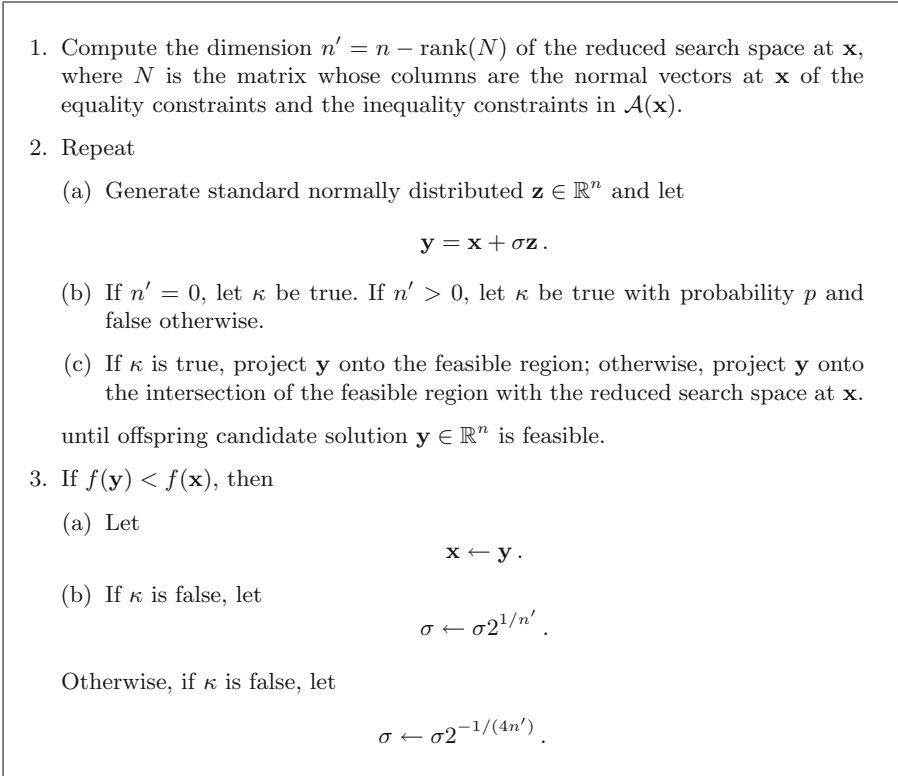 1. Compute the dimension n′ = n − rank(N) of the reduced search space at x,
where N is the matrix whose columns are the normal vectors at x of the
equality constraints and the inequality constraints in 𝒜(x).
2. Repeat
(a) Generate standard normally distributed z ∈ ℝⁿ and let
y = x + σz .
(b) If n′ = 0, let κ be true. If n′ > 0, let κ be true with probability p and
false otherwise.
(c) If κ is true, project y onto the feasible region; otherwise, project y onto
the intersection of the feasible region with the reduced search space at x.
until offspring candidate solution y ∈ ℝⁿ is feasible.
3. If f(y) < f(x), then
(a) Let
x ← y .
(b) If κ is false, let
σ ← σ2^{1/n′} .
Otherwise, if κ is false, let
σ ← σ2^{−1/(4n′)} .